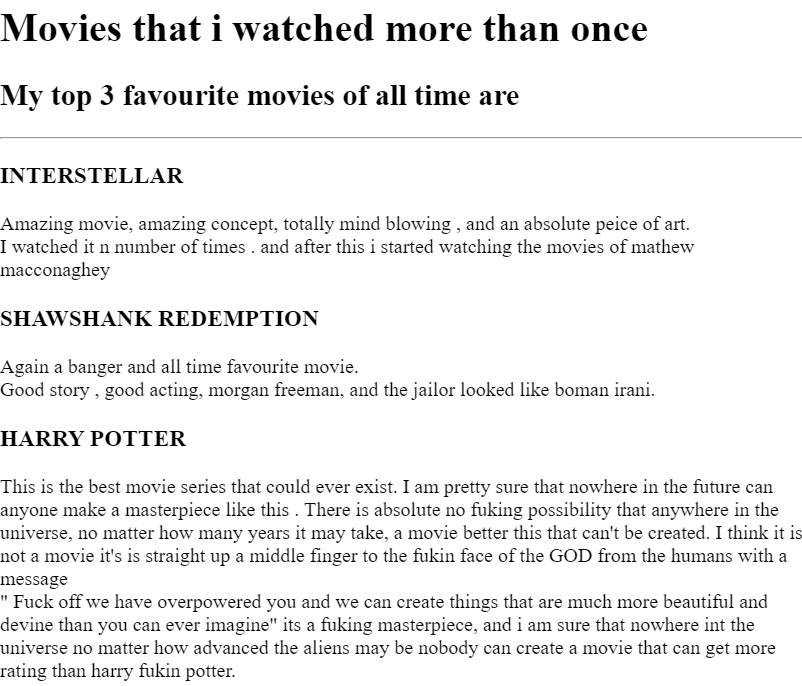 Movies that i watched more than once
My top 3 favourite movies of all time are
INTERSTELLAR
Amazing movie, amazing concept, totally mind blowing , and an absolute peice of art.
I watched it n number of times . and after this i started watching the movies of mathew
macconaghey
SHAWSHANK REDEMPTION
Again a banger and all time favourite movie.
Good story , good acting, morgan freeman, and the jailor looked like boman irani.
HARRY POTTER
This is the best movie series that could ever exist. I am pretty sure that nowhere in the future can
anyone make a masterpiece like this . There is absolute no fuking possibility that anywhere in the
universe, no matter how many years it may take, a movie better this that can't be created. I think it is
not a movie it's is straight up a middle finger to the fukin face of the GOD from the humans with a
message
" Fuck off we have overpowered you and we can create things that are much more beautiful and
devine than you can ever imagine" its a fuking masterpiece, and i am sure that nowhere int the
universe no matter how advanced the aliens may be nobody can create a movie that can get more
rating than harry fukin potter.